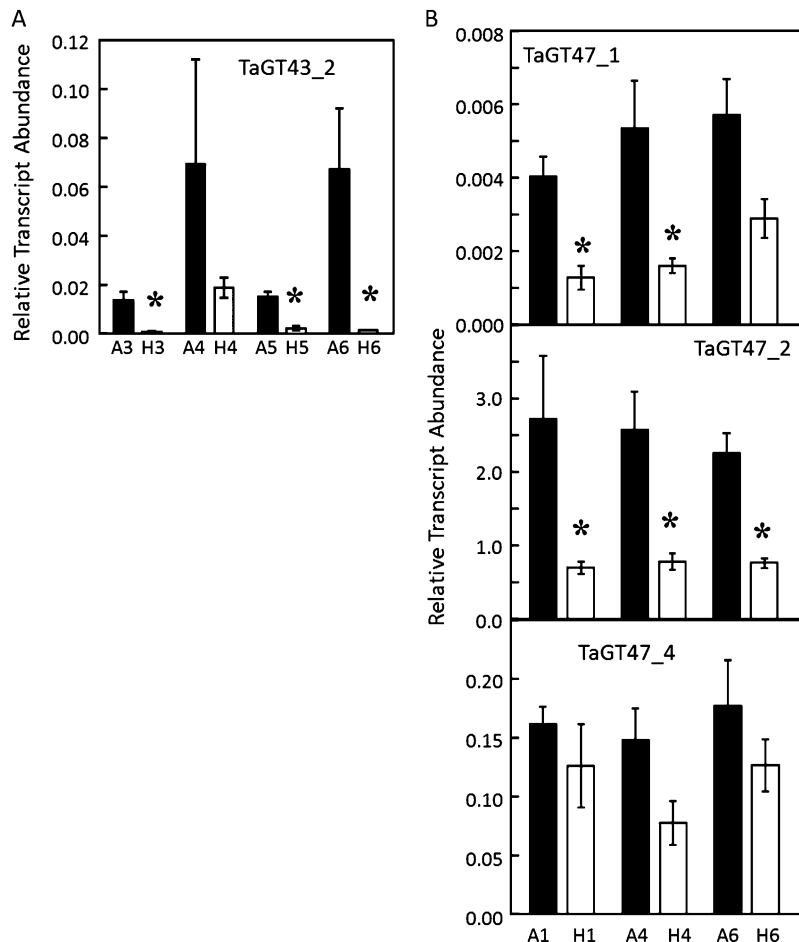 A
TaGT43_2
Relative Transcript Abundance
0.12
0.10
0.08
0.06
0.04
0.02
0.00
*
*
*
A3 H3 A4 H4 A5 H5 A6 H6
B
Relative Transcript Abundance
TaGT47_1
0.008
0.006
0.004
0.002
0.000
*
*
TaGT47_2
3.0
2.0
1.0
0.0
*
*
*
TaGT47_4
0.20
0.15
0.10
0.05
0.00
A1 H1 A4 H4 A6 H6